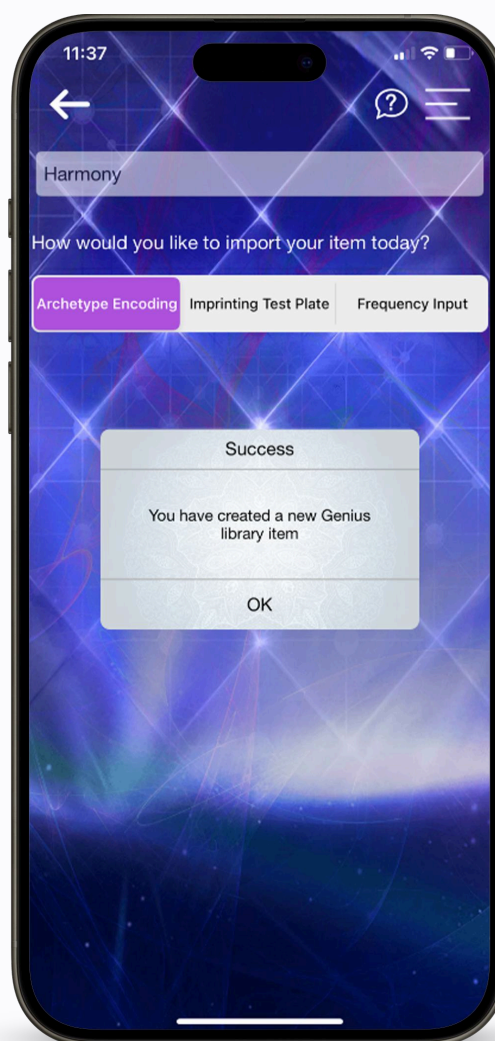 11:37
Harmony
How would you like to import your item today?
Archetype Encoding Imprinting Test Plate Frequency Input
Success
You have created a new Genius
library item
OK